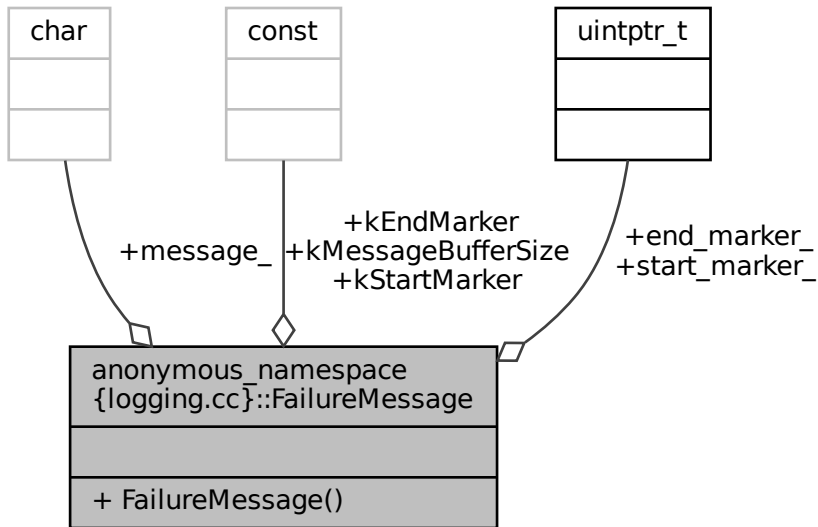 char
const
uintptr_t
+message_
+kEndMarker
+kMessageBufferSize
+kStartMarker
+end_marker_
+start_marker_
anonymous_namespace
{logging.cc}::FailureMessage
+ FailureMessage()